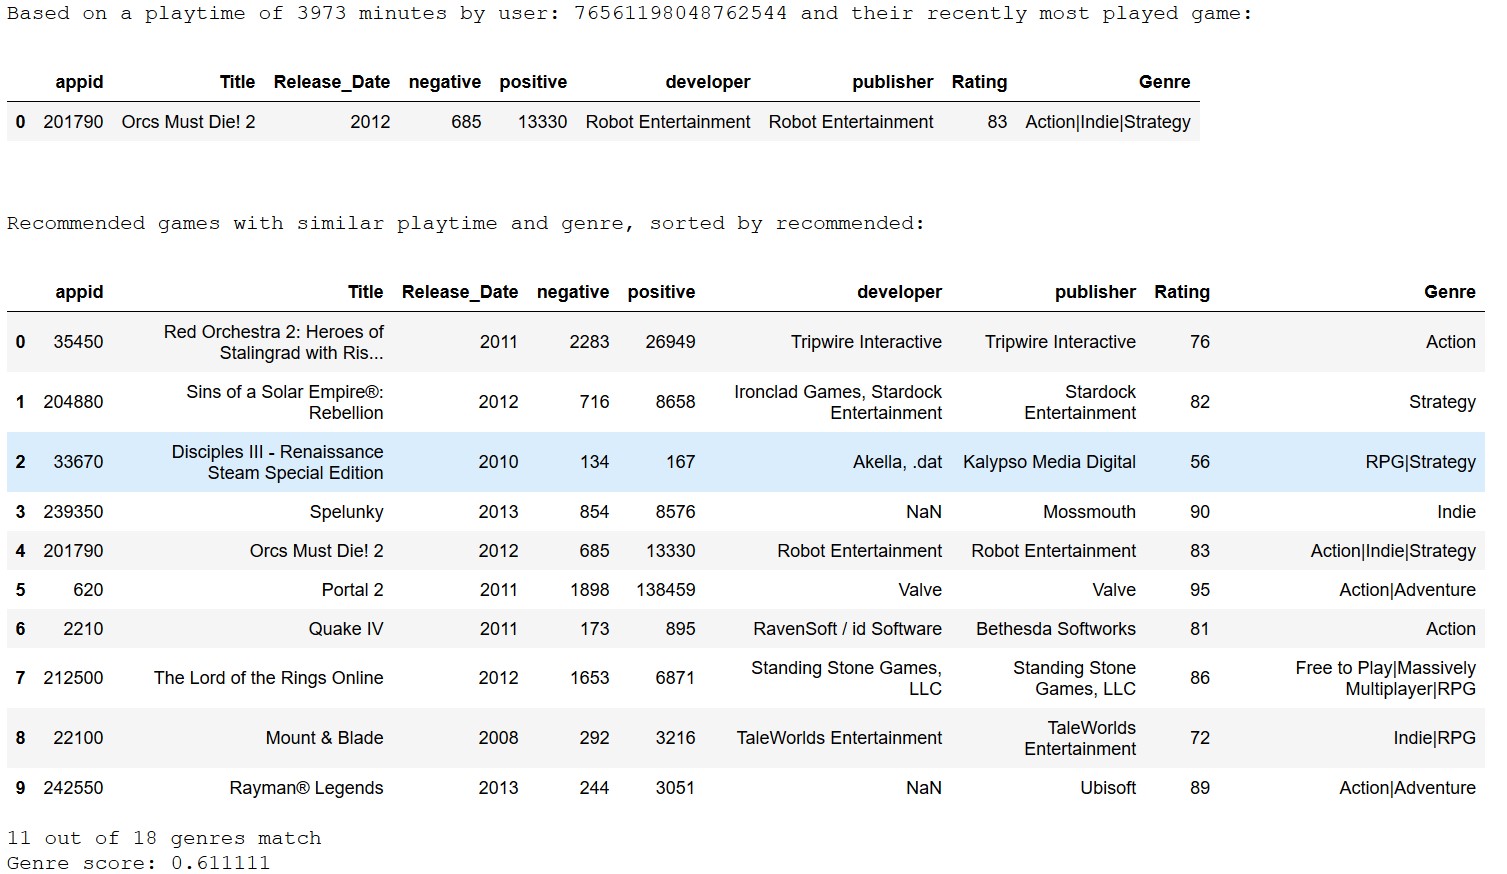 Based on a playtime of 3973 minutes by user: 76561198048762544 and their recently most played game:
appid Title Release_Date negative positive developer publisher Rating Genre
0 201790 Orcs Must Die! 2 2012 685 13330 Robot Entertainment Robot Entertainment 83 Action|Indie|Strategy
Recommended games with similar playtime and genre, sorted by recommended:
appid Title Release_Date negative positive developer publisher Rating Genre
0 35450 Red Orchestra 2: Heroes of Stalingrad with Ris... 2011 2283 26949 Tripwire Interactive Tripwire Interactive 76 Action
1 204880 Sins of a Solar Empire®: Rebellion 2012 716 8658 Ironclad Games, Stardock Entertainment Stardock Entertainment 82 Strategy
2 33670 Disciples III - Renaissance Steam Special Edition 2010 134 167 Akella, .dat Kalypso Media Digital 56 RPG|Strategy
3 239350 Spelunky 2013 854 8576 NaN Mossmouth 90 Indie
4 201790 Orcs Must Die! 2 2012 685 13330 Robot Entertainment Robot Entertainment 83 Action|Indie|Strategy
5 620 Portal 2 2011 1898 138459 Valve Valve 95 Action|Adventure
6 2210 Quake IV 2011 173 895 RavenSoft / id Software Bethesda Softworks 81 Action
7 212500 The Lord of the Rings Online 2012 1653 6871 Standing Stone Games, LLC Standing Stone Games, LLC 86 Free to Play|Massively Multiplayer|RPG
8 22100 Mount & Blade 2008 292 3216 TaleWorlds Entertainment TaleWorlds Entertainment 72 Indie|RPG
9 242550 Rayman® Legends 2013 244 3051 NaN Ubisoft 89 Action|Adventure
11 out of 18 genres match
Genre score: 0.611111